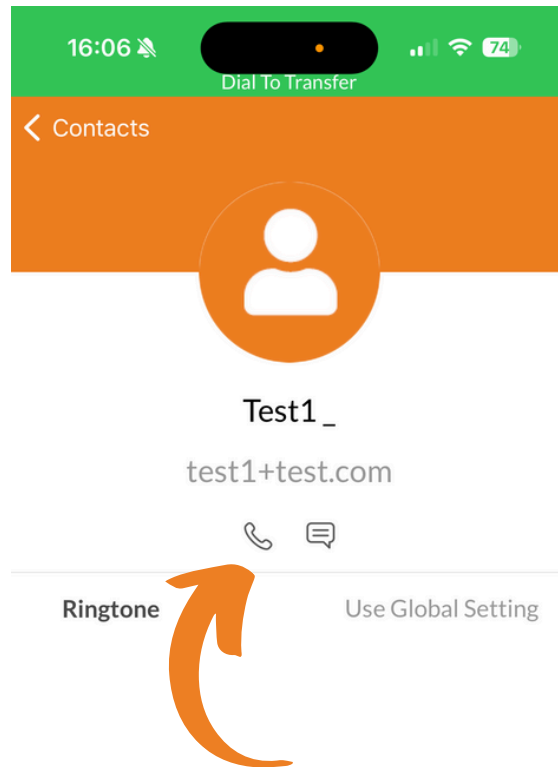 16:06
74
Dial To Transfer
Contacts
Test1 _
test1+test.com
Ringtone Use Global Setting